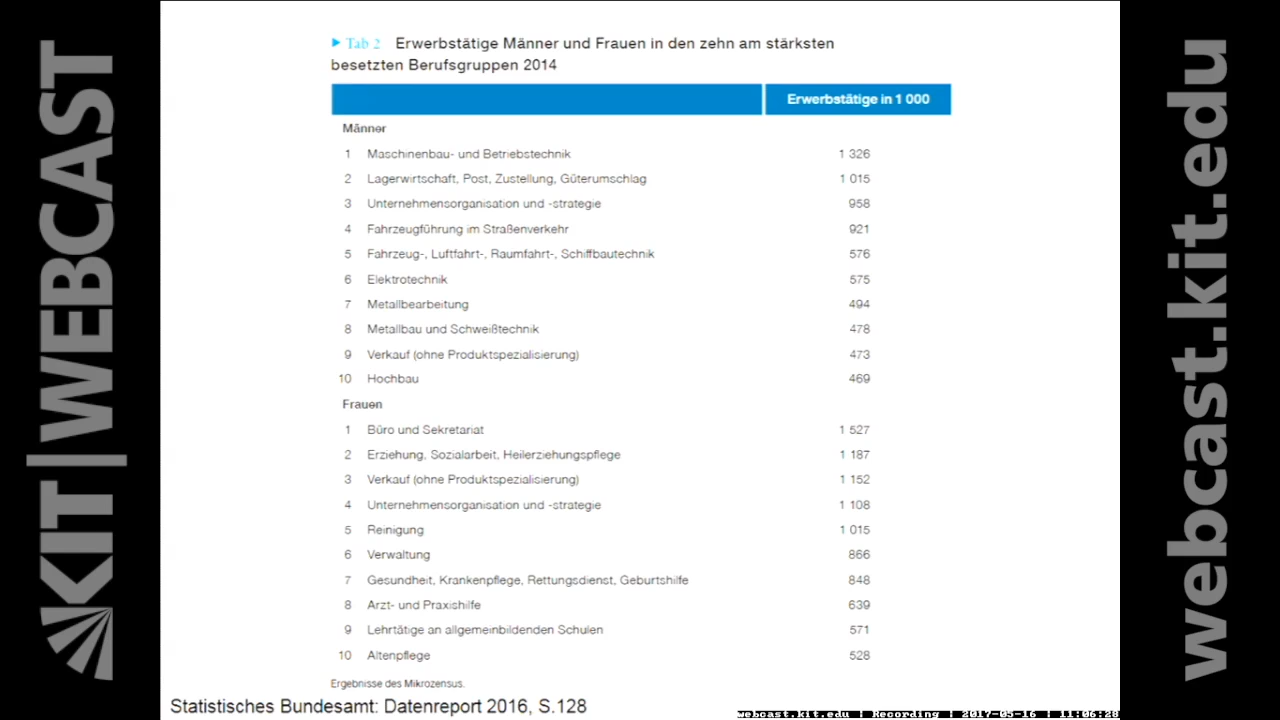 KIT | WEBCAST
▶ Tab 2 Erwerbstätige Männer und Frauen in den zehn am stärksten
besetzten Berufsgruppen 2014
Erwerbstätige in 1 000
Männer
1 Maschinenbau- und Betriebstechnik 1 326
2 Lagerwirtschaft, Post, Zustellung, Güterumschlag 1 015
3 Unternehmensorganisation und -strategie 958
4 Fahrzeugführung im Straßenverkehr 921
5 Fahrzeug-, Luftfahrt-, Raumfahrt-, Schiffbautechnik 576
6 Elektrotechnik 575
7 Metallbearbeitung 494
8 Metallbau und Schweißtechnik 478
9 Verkauf (ohne Produktspezialisierung) 473
10 Hochbau 469
Frauen
1 Büro und Sekretariat 1 527
2 Erziehung, Sozialarbeit, Heilerziehungspflege 1 187
3 Verkauf (ohne Produktspezialisierung) 1 152
4 Unternehmensorganisation und -strategie 1 108
5 Reinigung 1 015
6 Verwaltung 866
7 Gesundheit, Krankenpflege, Rettungsdienst, Geburtshilfe 848
8 Arzt- und Praxishilfe 639
9 Lehrtätige an allgemeinbildenden Schulen 571
10 Altenpflege 528
Ergebnisse des Mikrozensus.
Statistisches Bundesamt: Datenreport 2016, S.128
webcast.kit.edu | Recording | 2017-05-16 | 11:06:28
webcast.kit.edu